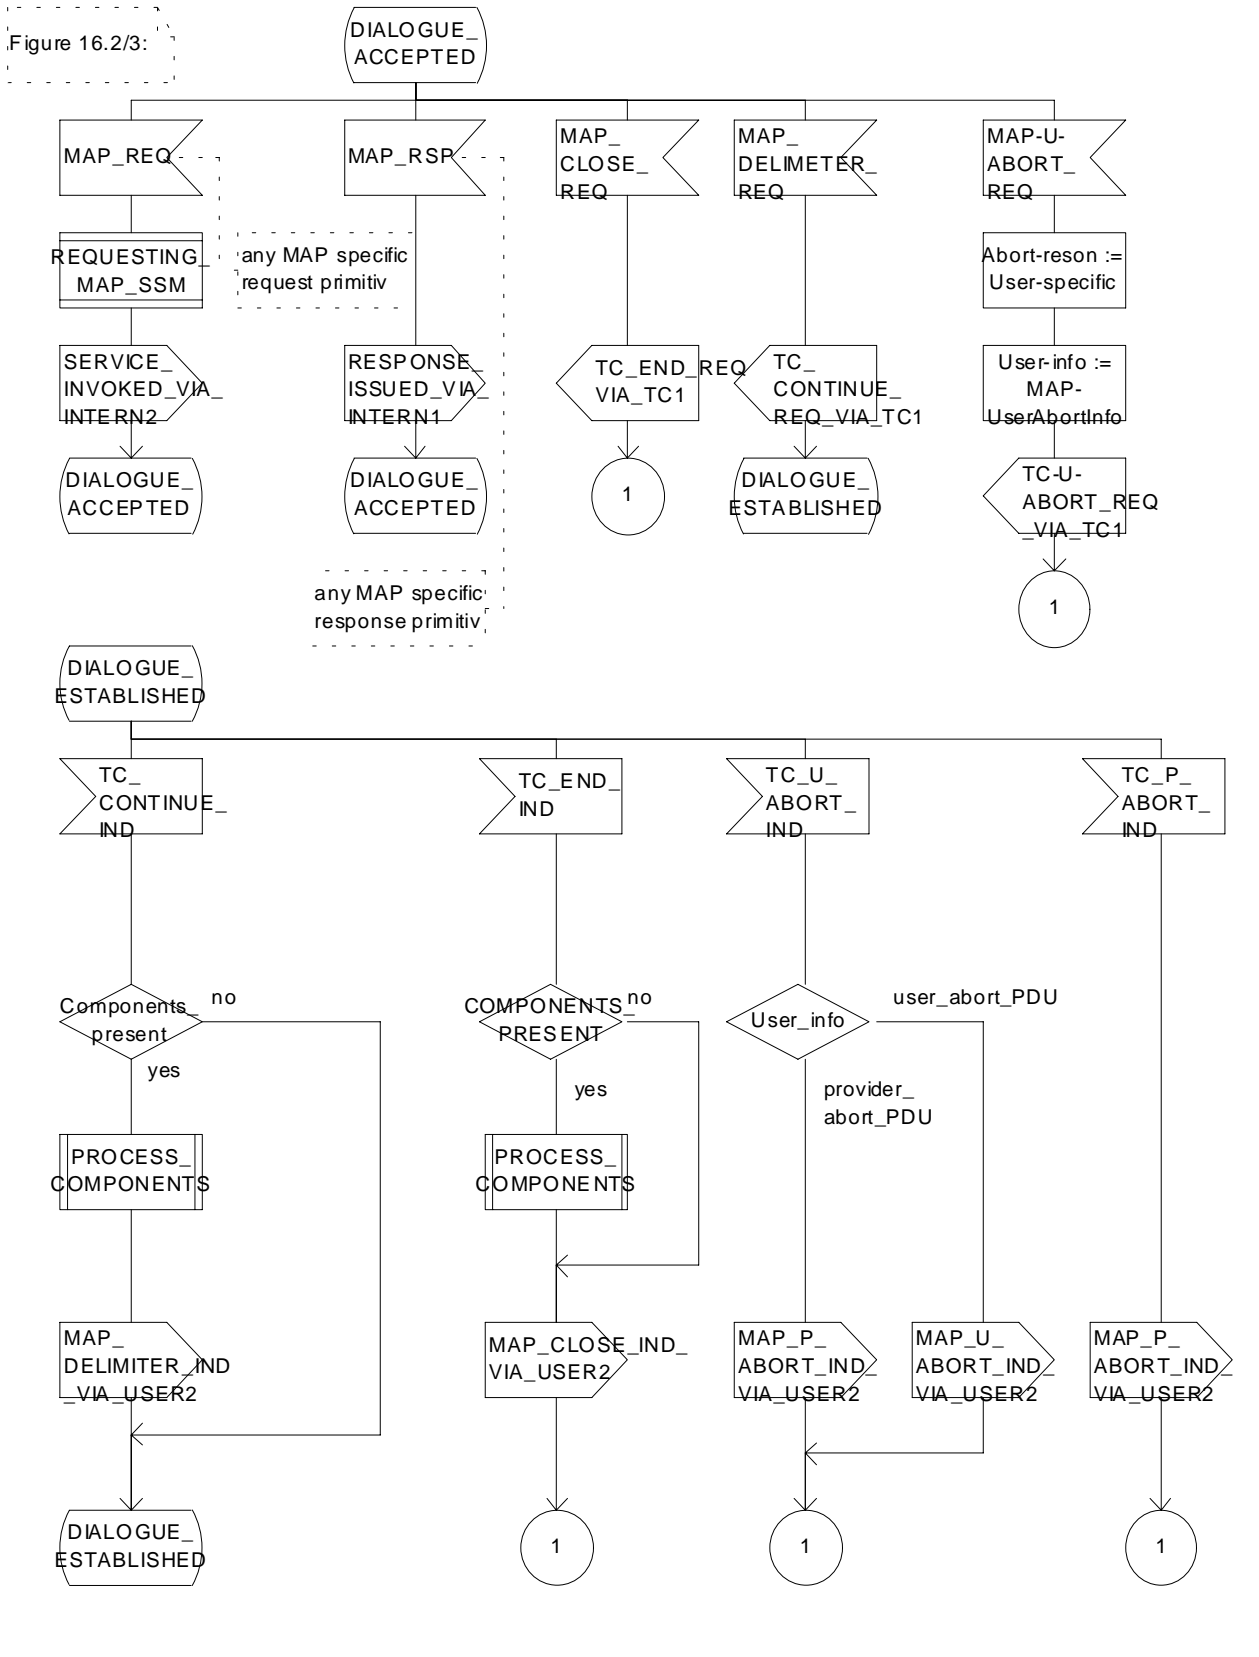 Figure 16.2/3:
DIALOGUE_
ACCEPTED
MAP_REQ
MAP_RSP
MAP_
CLOSE_
REQ
MAP_
DELIMETER_
REQ
MAP-U-
ABORT_
REQ
REQUESTING_
MAP_SSM
any MAP specific
request primitiv
Abort-reson :=
User-specific
SERVICE_
INVOKED_VIA_
INTERN2
RESPONSE_
ISSUED_VIA_
INTERN1
TC_END_REQ
VIA_TC1
TC_
CONTINUE_
REQ_VIA_TC1
User-info :=
MAP-
UserAbortInfo
DIALOGUE_
ACCEPTED
DIALOGUE_
ACCEPTED
1
DIALOGUE_
ESTABLISHED
TC-U-
ABORT_REQ
_VIA_TC1
any MAP specific
response primitiv
1
DIALOGUE_
ESTABLISHED
TC_
CONTINUE_
IND
TC_END_
IND
TC_U_
ABORT_
IND
TC_P_
ABORT_
IND
Components_
present
no
yes
COMPONENTS_
PRESENT
no
yes
User_info
user_abort_PDU
provider_
abort_PDU
PROCESS_
COMPONENTS
PROCESS_
COMPONENTS
MAP_
DELIMITER_IND
_VIA_USER2
MAP_CLOSE_IND_
VIA_USER2
MAP_P_
ABORT_IND_
VIA_USER2
MAP_U_
ABORT_IND_
VIA_USER2
MAP_P_
ABORT_IND_
VIA_USER2
DIALOGUE_
ESTABLISHED
1
1
1